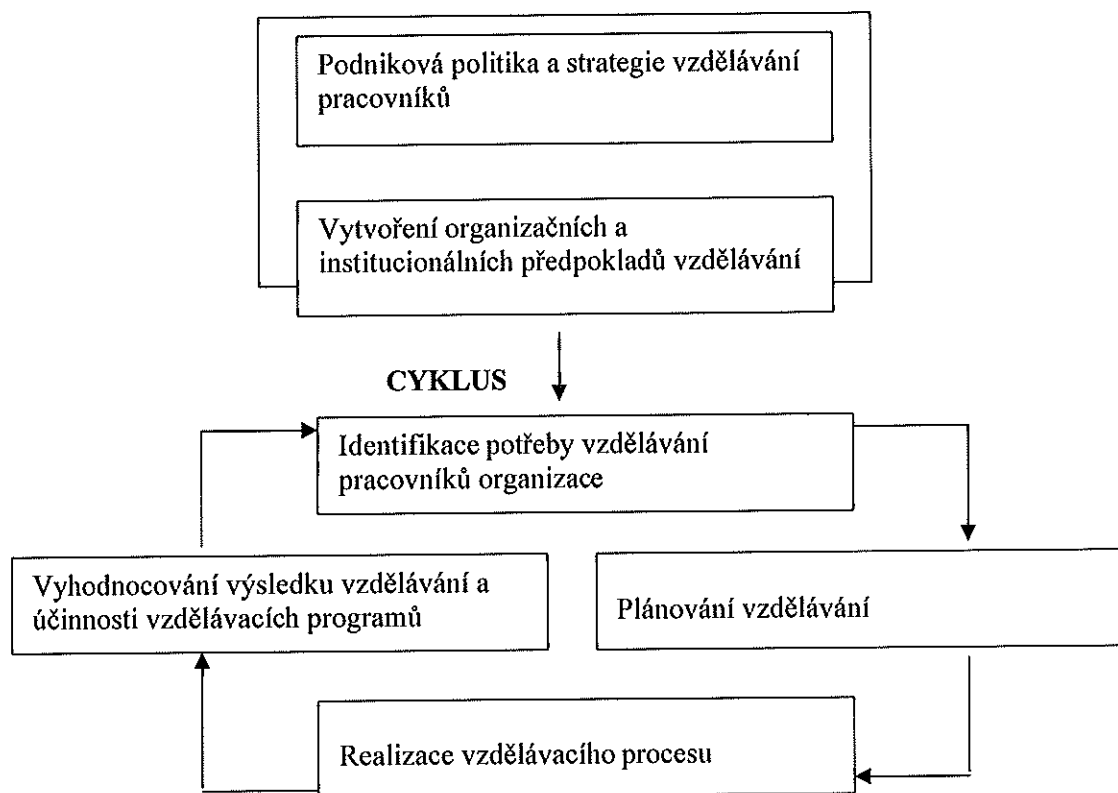 Podniková politika a strategie vzdělávání
pracovníků
Vytvoření organizačních a
institucionálních předpokladů vzdělávání
CYKLUS
Identifikace potřeby vzdělávání
pracovníků organizace
Vyhodnocování výsledku vzdělávání a
účinnosti vzdělávacích programů
Plánování vzdělávání
Realizace vzdělávacího procesu